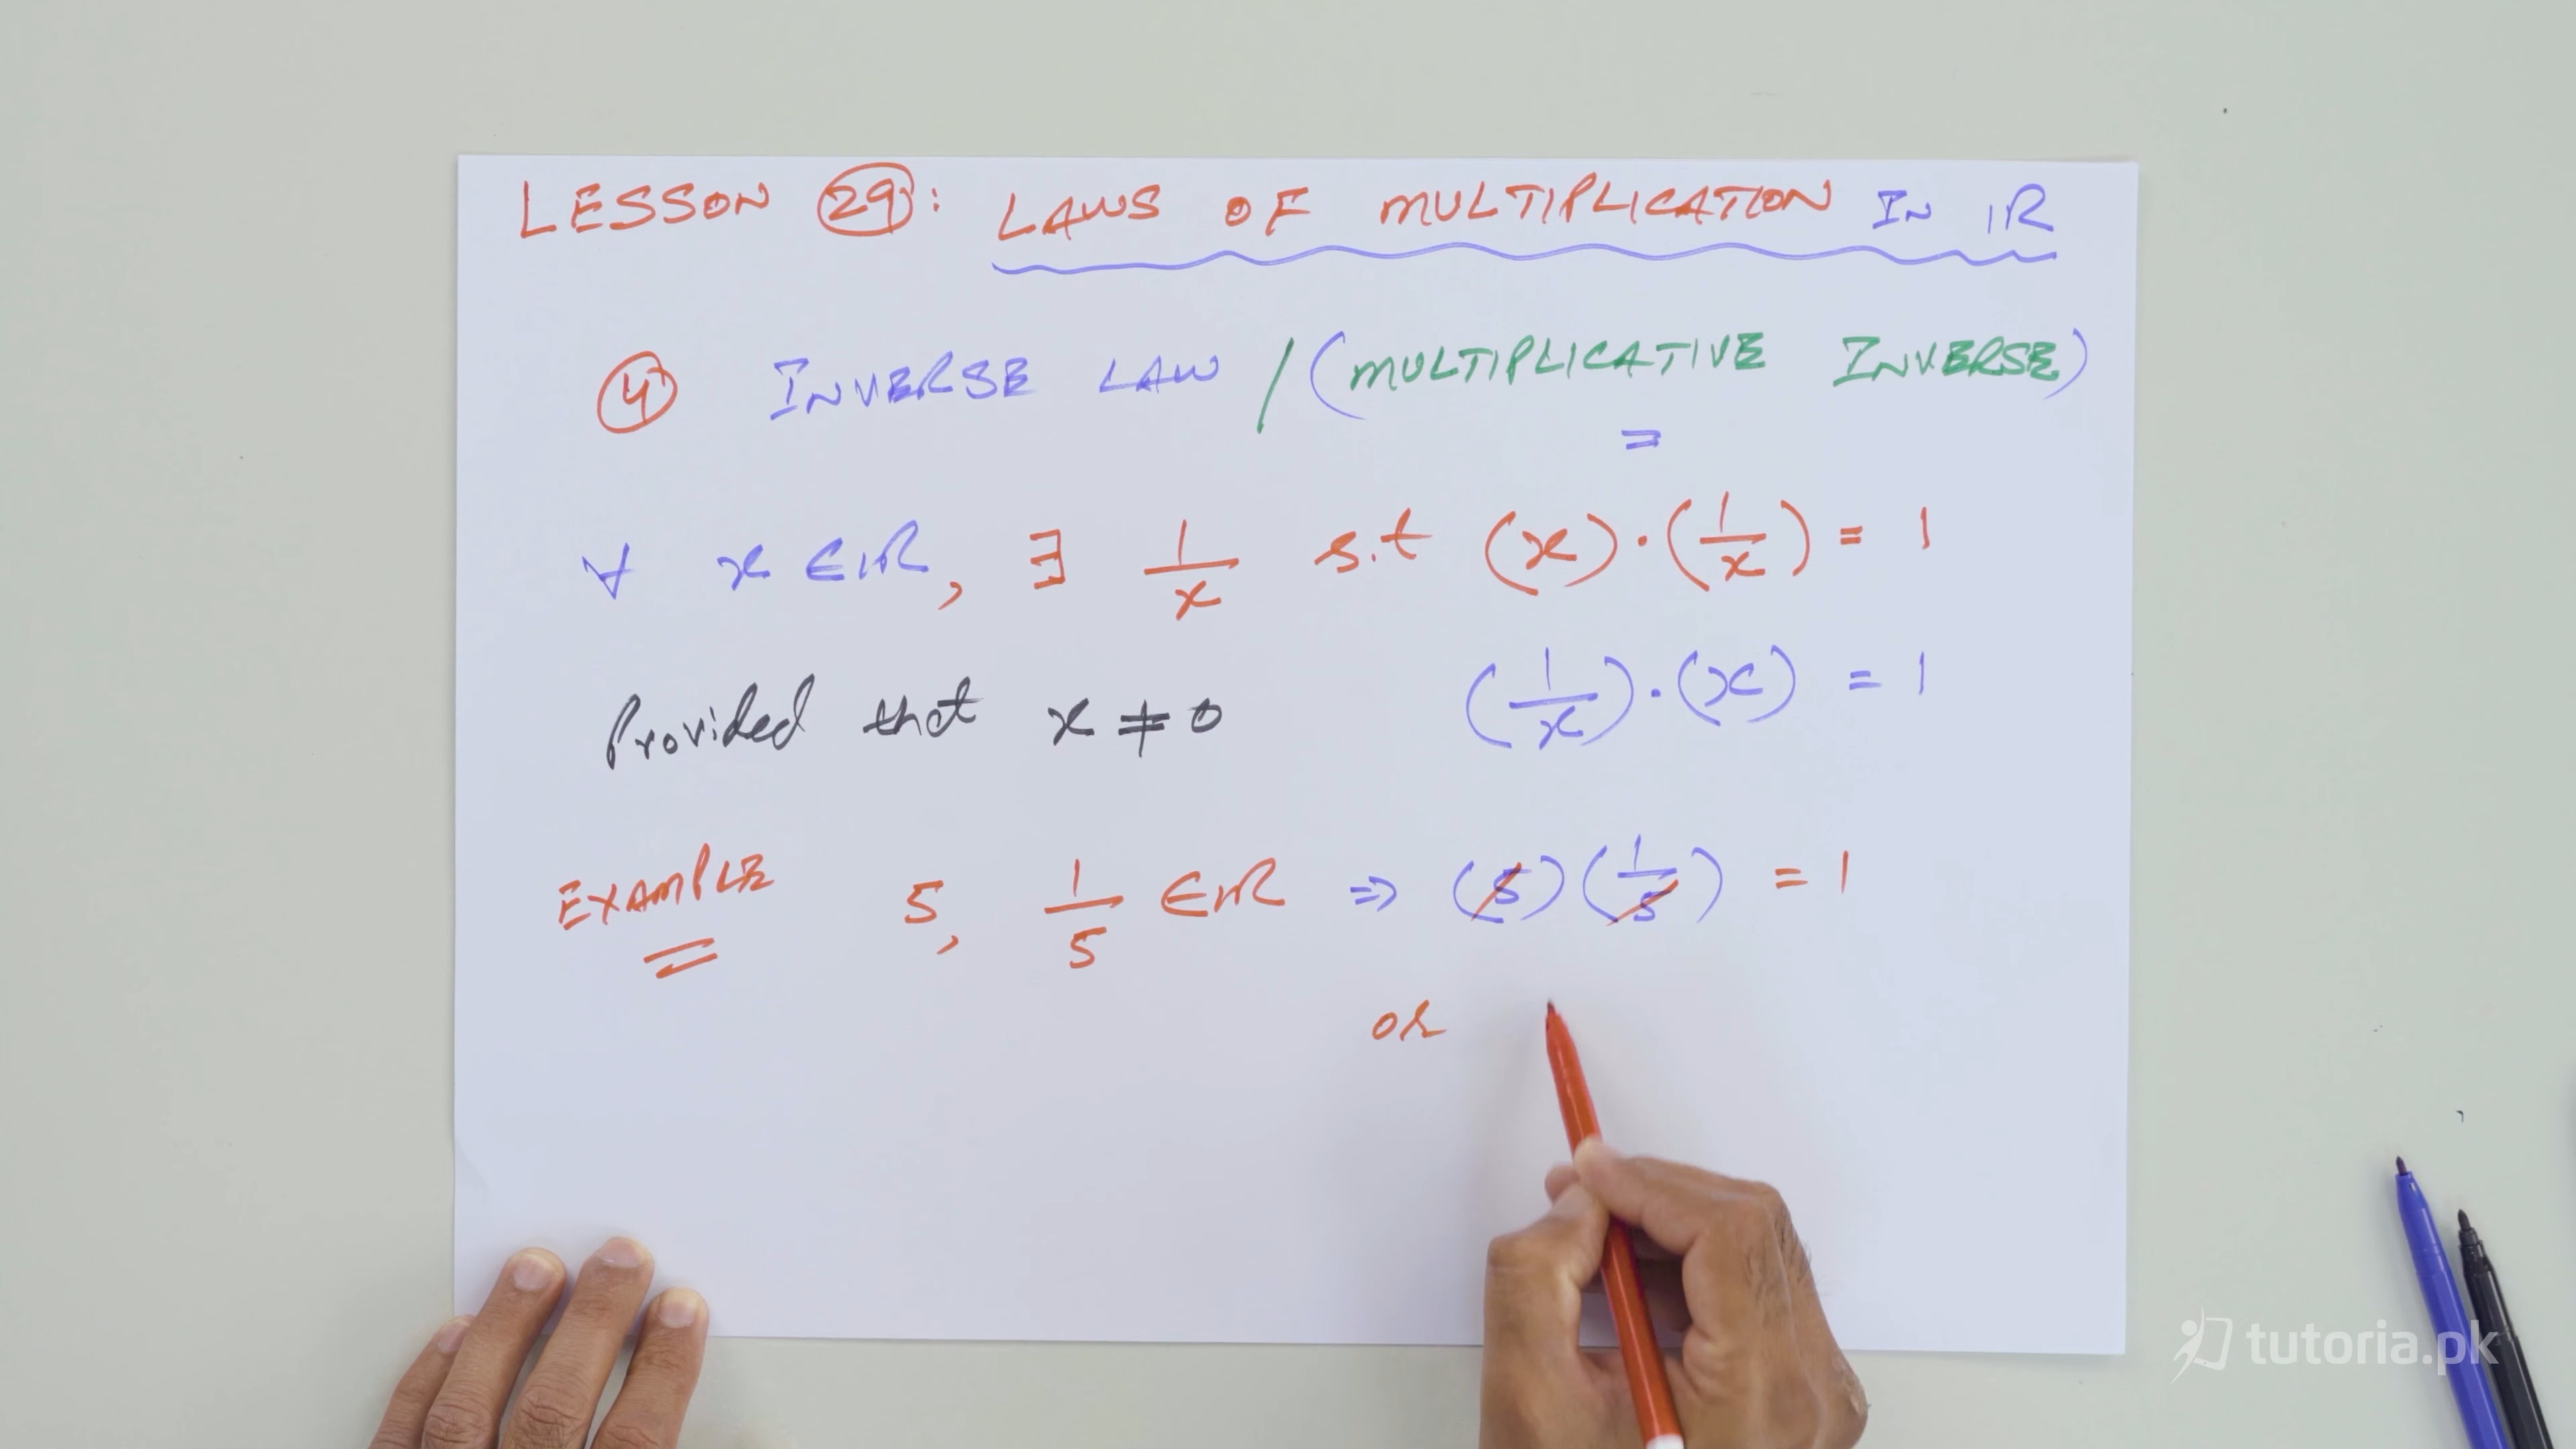 LESSON 29: LAWS OF MULTIPLICATION IN ℝ
4 INVERSE LAW / (MULTIPLICATIVE INVERSE)
=
∀ x ∈ ℝ, ∃ 1/x s.t (x)·(1/x) = 1
Provided that x ≠ 0 (1/x)·(x) = 1
EXAMPLE 5, 1/5 ∈ ℝ ⇒ (5)(1/5) = 1
or
tutoria.pk